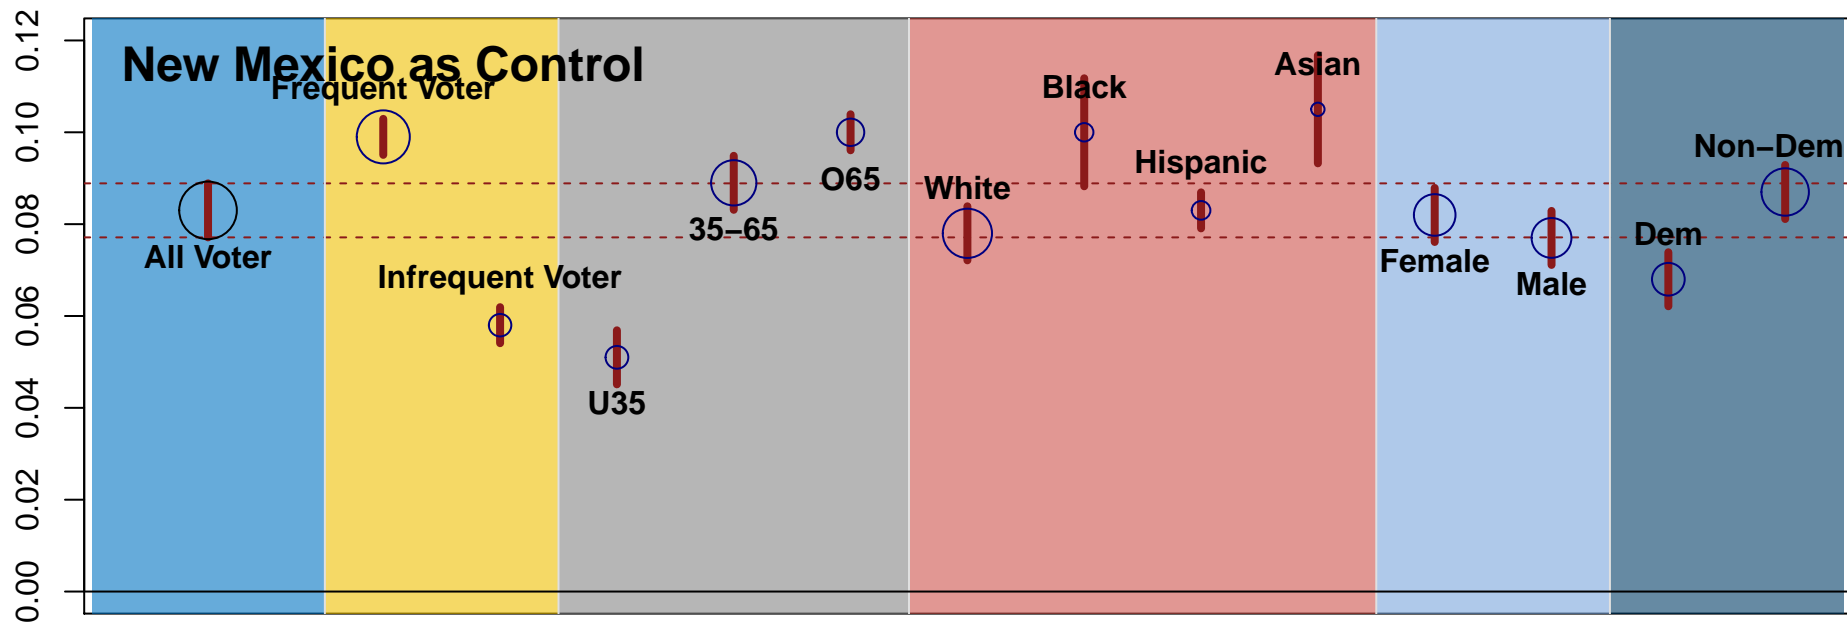 New Mexico as Control
0.12
0.10
0.08
0.06
0.04
0.02
0.00
All Voter
Frequent Voter
Infrequent Voter
U35
35−65
O65
White
Black
Hispanic
Asian
Female
Male
Dem
Non−Dem